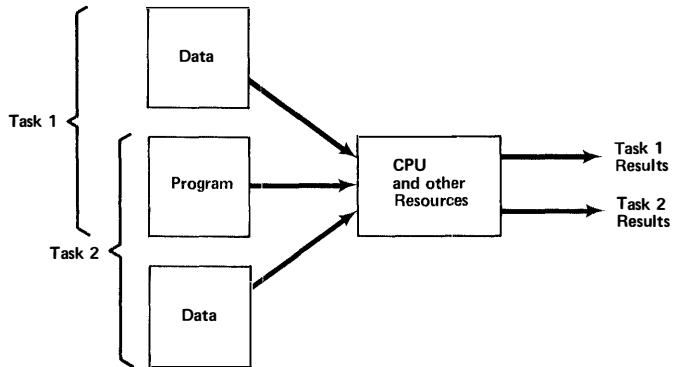 Data
Task 1
Program
Task 2
Data
CPU
and other
Resources
Task 1
Results
Task 2
Results